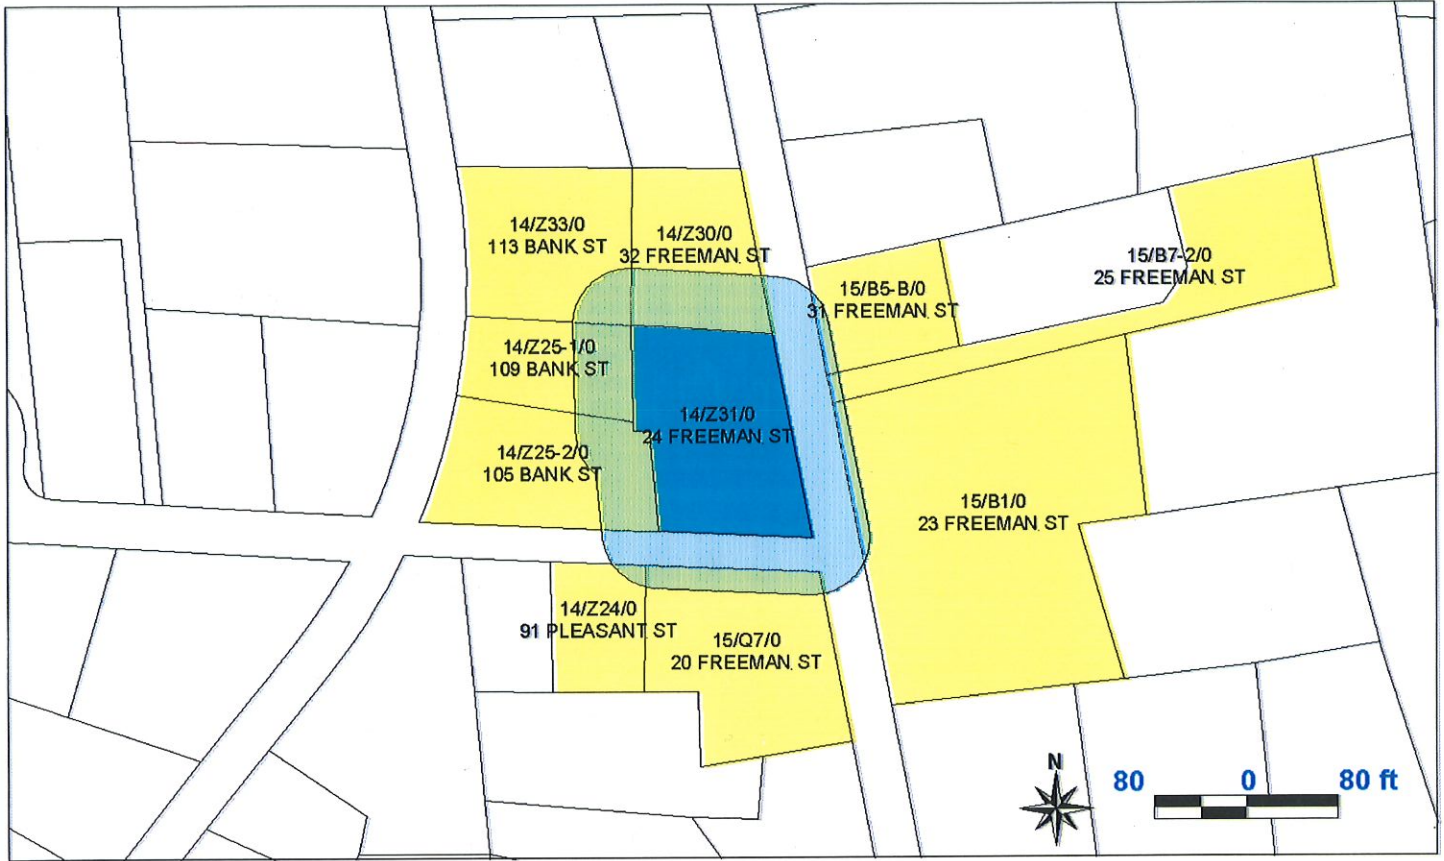 14/Z33/0
113 BANK ST
14/Z30/0
32 FREEMAN ST
15/B7-2/0
25 FREEMAN ST
15/B5-B/0
31 FREEMAN ST
14/Z25-1/0
109 BANK ST
14/Z31/0
24 FREEMAN ST
14/Z25-2/0
105 BANK ST
15/B1/0
23 FREEMAN ST
14/Z24/0
91 PLEASANT ST
15/Q7/0
20 FREEMAN ST
N
80 0 80 ft